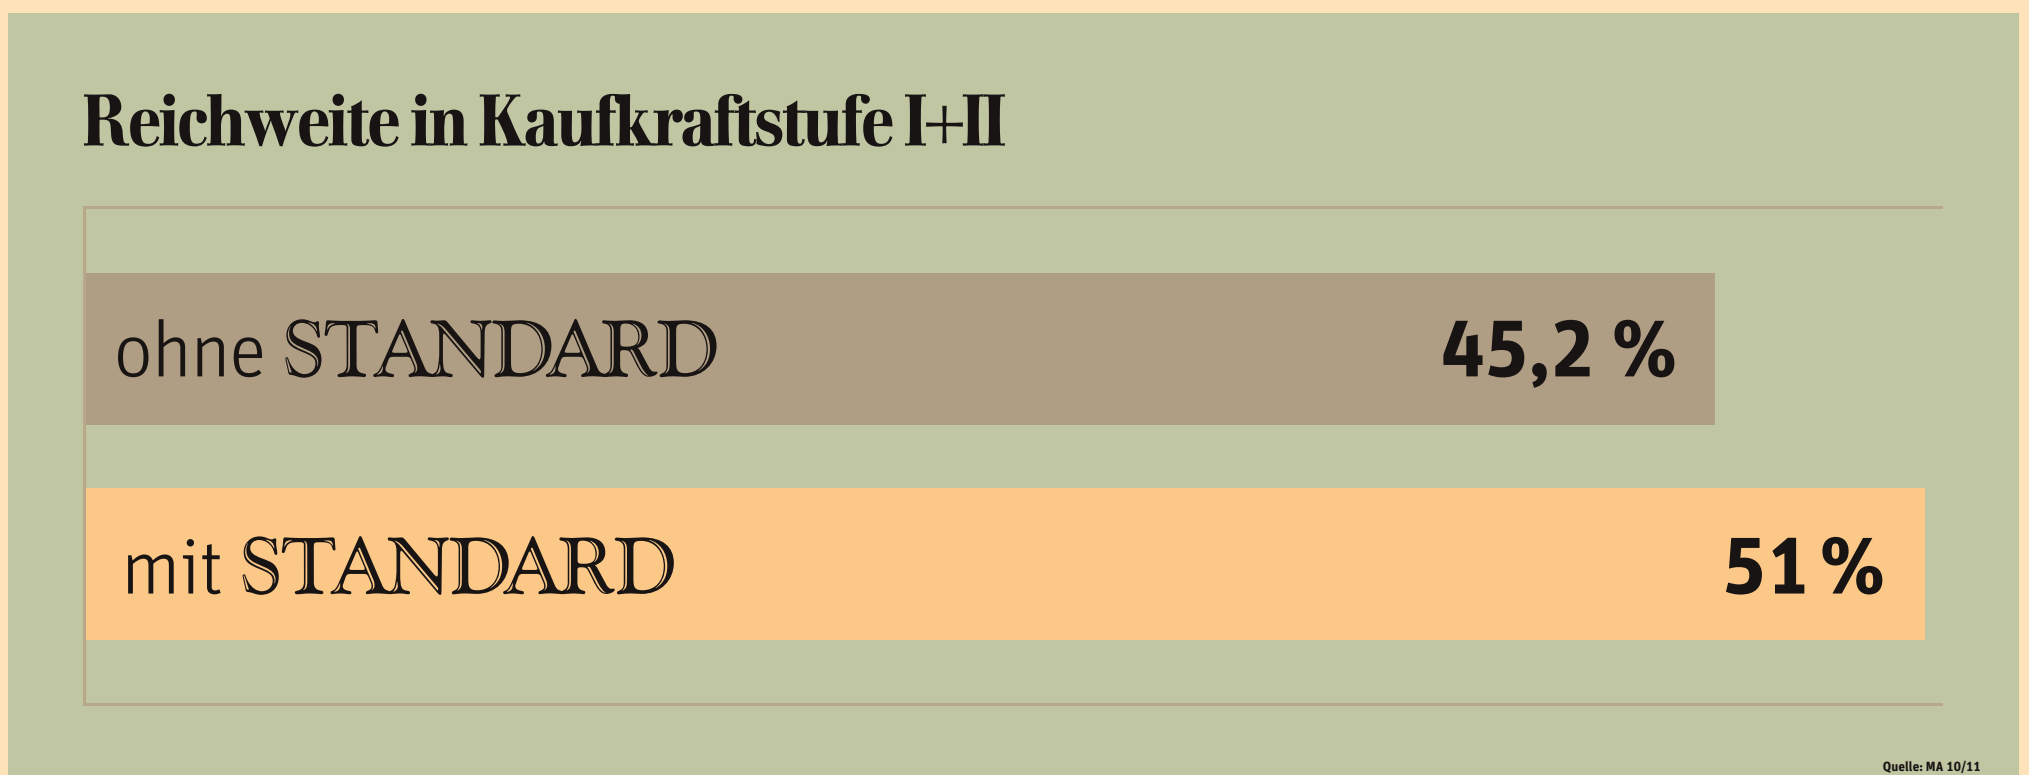 Reichweite in Kaufkraftstufe I+II
ohne STANDARD 45,2 %
mit STANDARD 51 %
Quelle: MA 10/11